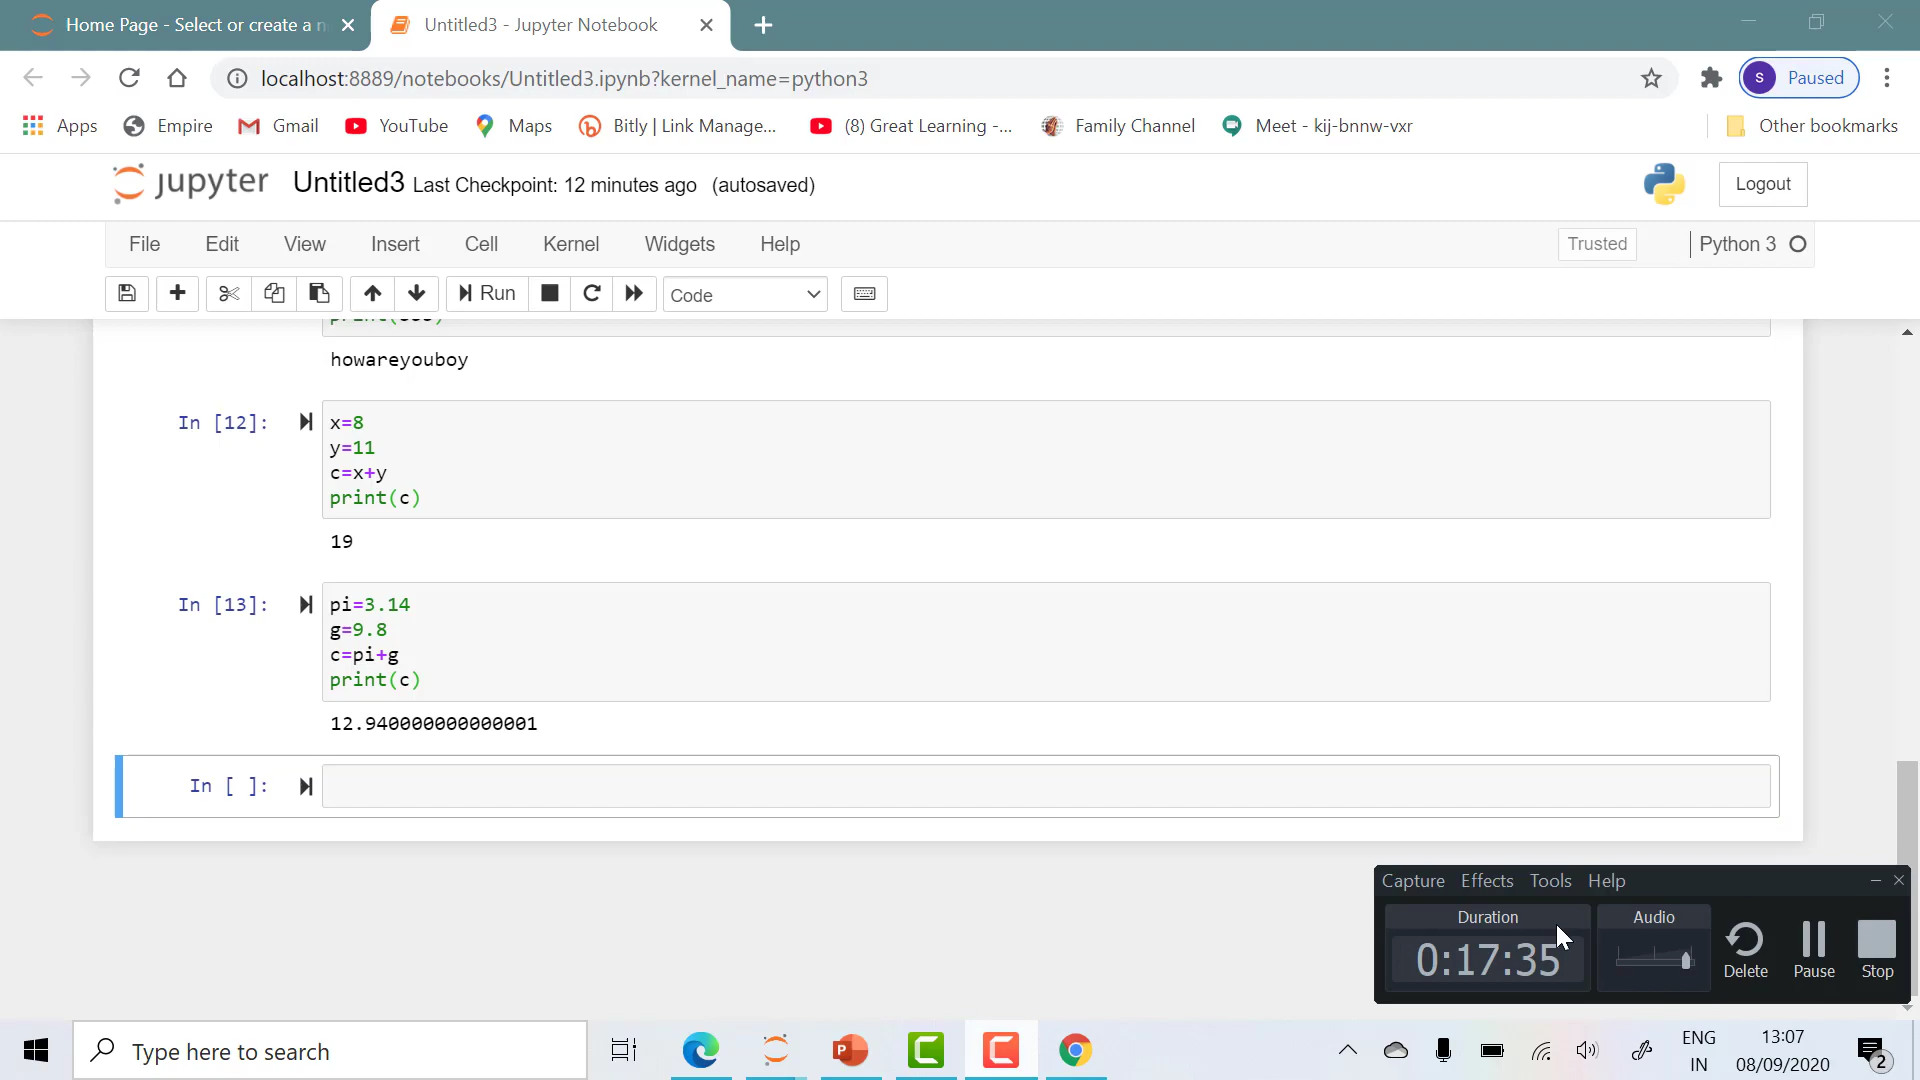 Home Page - Select or create a n
Untitled3 - Jupyter Notebook
localhost:8889/notebooks/Untitled3.ipynb?kernel_name=python3
S Paused
Apps
Empire
Gmail
YouTube
Maps
Bitly | Link Manage...
(8) Great Learning -...
Family Channel
Meet - kij-bnnw-vxr
Other bookmarks
jupyter Untitled3 Last Checkpoint: 12 minutes ago (autosaved)
Logout
File Edit View Insert Cell Kernel Widgets Help
Trusted
Python 3
Run
Code
howareyouboy
In [12]:
x=8
y=11
c=x+y
print(c)
19
In [13]:
pi=3.14
g=9.8
c=pi+g
print(c)
12.940000000000001
In [ ]:
Capture Effects Tools Help
Duration
Audio
0:17:35
Delete
Pause
Stop
Type here to search
ENG
IN
13:07
08/09/2020
2